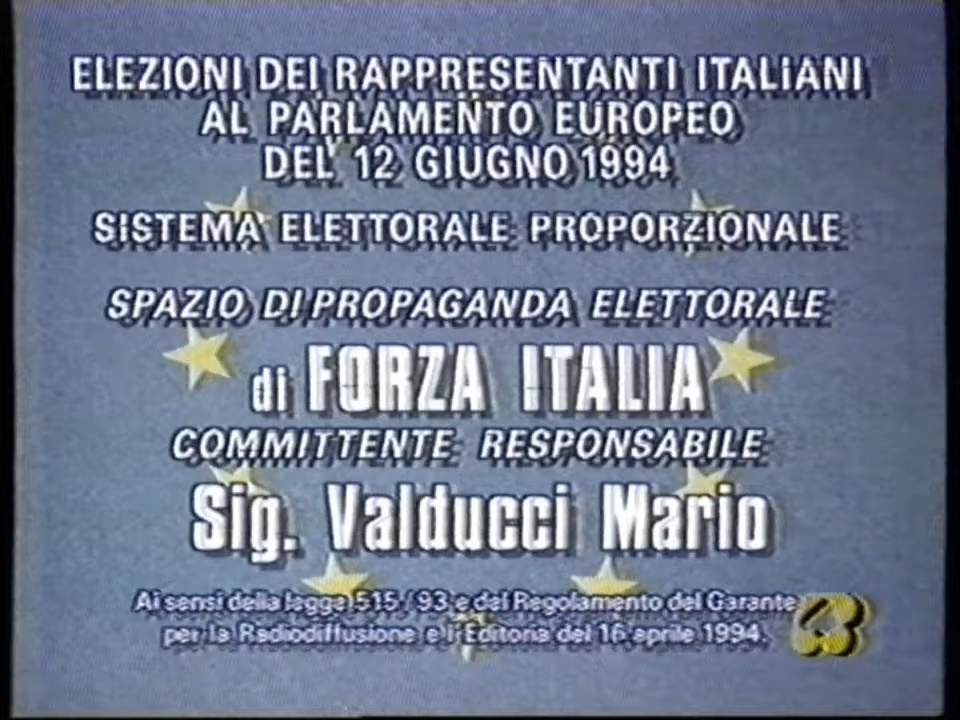 ELEZIONI DEI RAPPRESENTANTI ITALIANI
AL PARLAMENTO EUROPEO
DEL 12 GIUGNO 1994
SISTEMA ELETTORALE PROPORZIONALE
SPAZIO DI PROPAGANDA ELETTORALE
di FORZA ITALIA
COMMITTENTE RESPONSABILE
Sig. Valducci Mario
Ai sensi della legge 515/93 e del Regolamento del Garante
per la Radiodiffusione e l'Editoria del 16 aprile 1994.